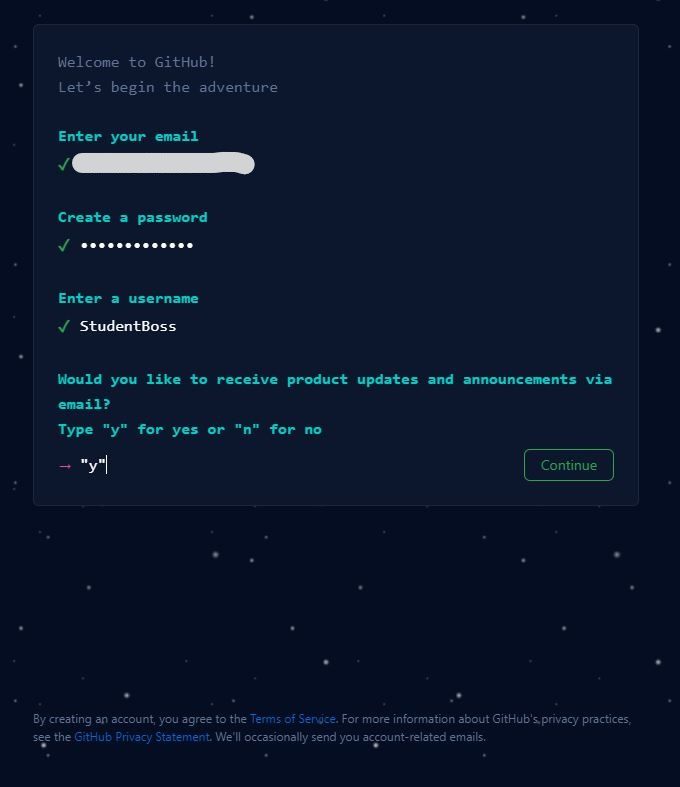 Welcome to GitHub!
Let’s begin the adventure
Enter your email
✓
Create a password
✓ •••••••••••••
Enter a username
✓ StudentBoss
Would you like to receive product updates and announcements via
email?
Type "y" for yes or "n" for no
→ "y"
Continue
By creating an account, you agree to the Terms of Service. For more information about GitHub's privacy practices,
see the GitHub Privacy Statement. We'll occasionally send you account-related emails.